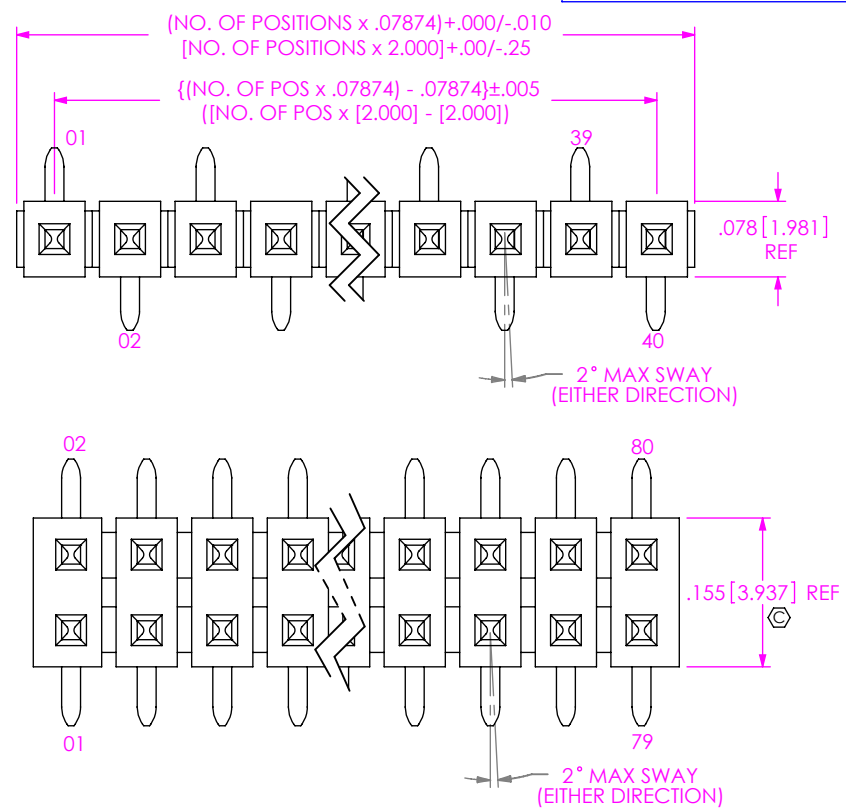 (NO. OF POSITIONS x .07874)+.000/-.010
[NO. OF POSITIONS x 2.000]+.00/-.25
{(NO. OF POS x .07874) - .07874}±.005
([NO. OF POS x [2.000] - [2.000])
01
39
.078[1.981]
REF
02
40
2° MAX SWAY
(EITHER DIRECTION)
02
80
.155[3.937] REF
C
01
79
2° MAX SWAY
(EITHER DIRECTION)